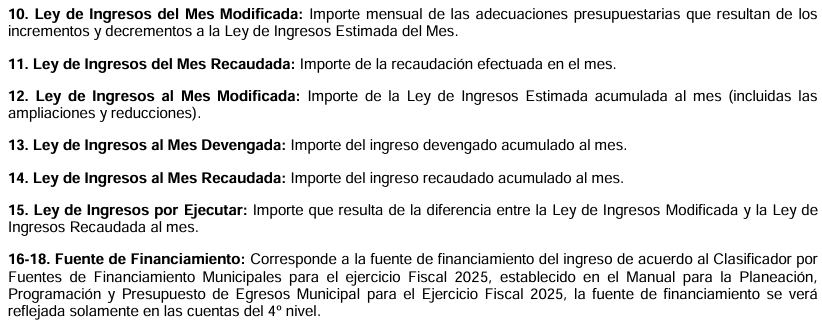 10. Ley de Ingresos del Mes Modificada: Importe mensual de las adecuaciones presupuestarias que resultan de los
incrementos y decrementos a la Ley de Ingresos Estimada del Mes.
11. Ley de Ingresos del Mes Recaudada: Importe de la recaudación efectuada en el mes.
12. Ley de Ingresos al Mes Modificada: Importe de la Ley de Ingresos Estimada acumulada al mes (incluidas las
ampliaciones y reducciones).
13. Ley de Ingresos al Mes Devengada: Importe del ingreso devengado acumulado al mes.
14. Ley de Ingresos al Mes Recaudada: Importe del ingreso recaudado acumulado al mes.
15. Ley de Ingresos por Ejecutar: Importe que resulta de la diferencia entre la Ley de Ingresos Modificada y la Ley de
Ingresos Recaudada al mes.
16-18. Fuente de Financiamiento: Corresponde a la fuente de financiamiento del ingreso de acuerdo al Clasificador por
Fuentes de Financiamiento Municipales para el ejercicio Fiscal 2025, establecido en el Manual para la Planeación,
Programación y Presupuesto de Egresos Municipal para el Ejercicio Fiscal 2025, la fuente de financiamiento se verá
reflejada solamente en las cuentas del 4º nivel.